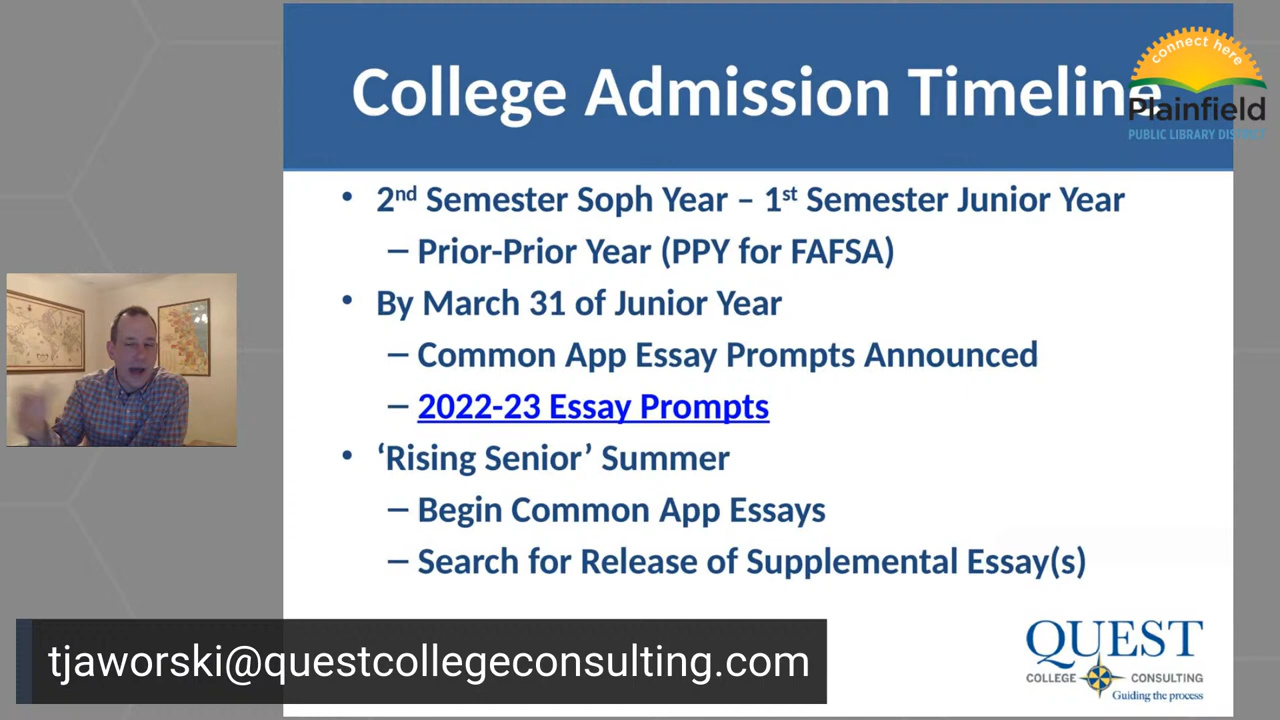 College Admission Timeline
connect here
Plainfield
PUBLIC LIBRARY DISTRICT
• 2nd Semester Soph Year – 1st Semester Junior Year
– Prior-Prior Year (PPY for FAFSA)
• By March 31 of Junior Year
– Common App Essay Prompts Announced
– 2022-23 Essay Prompts
• ‘Rising Senior’ Summer
– Begin Common App Essays
– Search for Release of Supplemental Essay(s)
tjaworski@questcollegeconsulting.com
QUEST
COLLEGE CONSULTING
Guiding the process